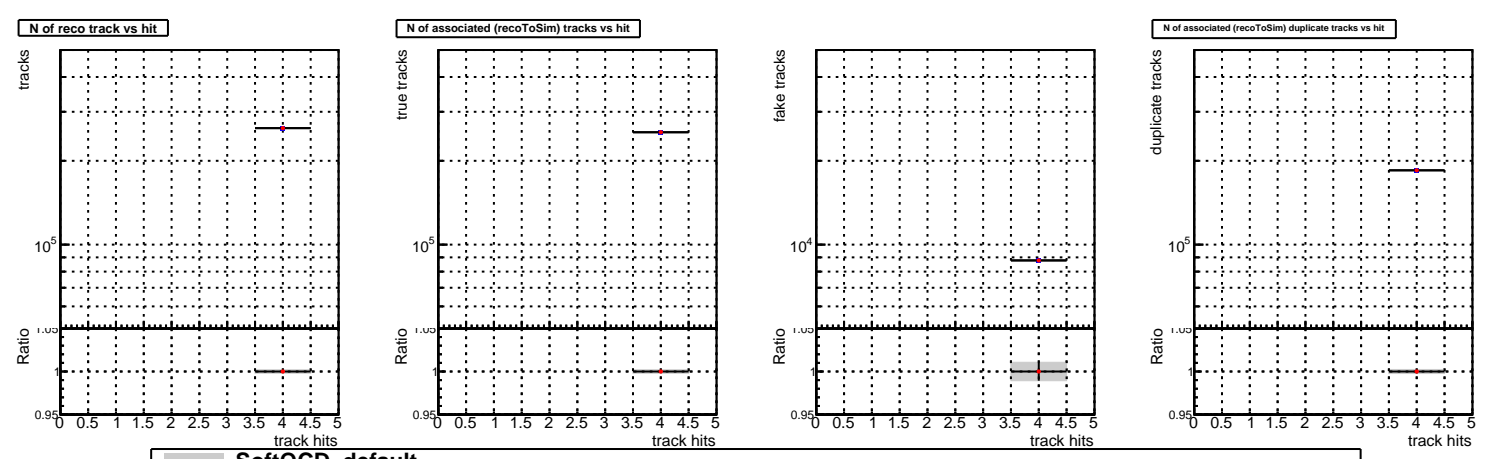 N of reco track vs hit
N of associated (recoToSim) tracks vs hit
N of associated (recoToSim) duplicate tracks vs hit
tracks
10^5
Ratio
1.05
1
0.95
0 0.5 1 1.5 2 2.5 3 3.5 4 4.5 5
track hits
true tracks
10^5
Ratio
1.05
1
0.95
0 0.5 1 1.5 2 2.5 3 3.5 4 4.5 5
track hits
fake tracks
10^4
Ratio
1.05
1
0.95
0 0.5 1 1.5 2 2.5 3 3.5 4 4.5 5
track hits
duplicate tracks
10^5
Ratio
1.05
1
0.95
0 0.5 1 1.5 2 2.5 3 3.5 4 4.5 5
track hits
SoftQCD_default